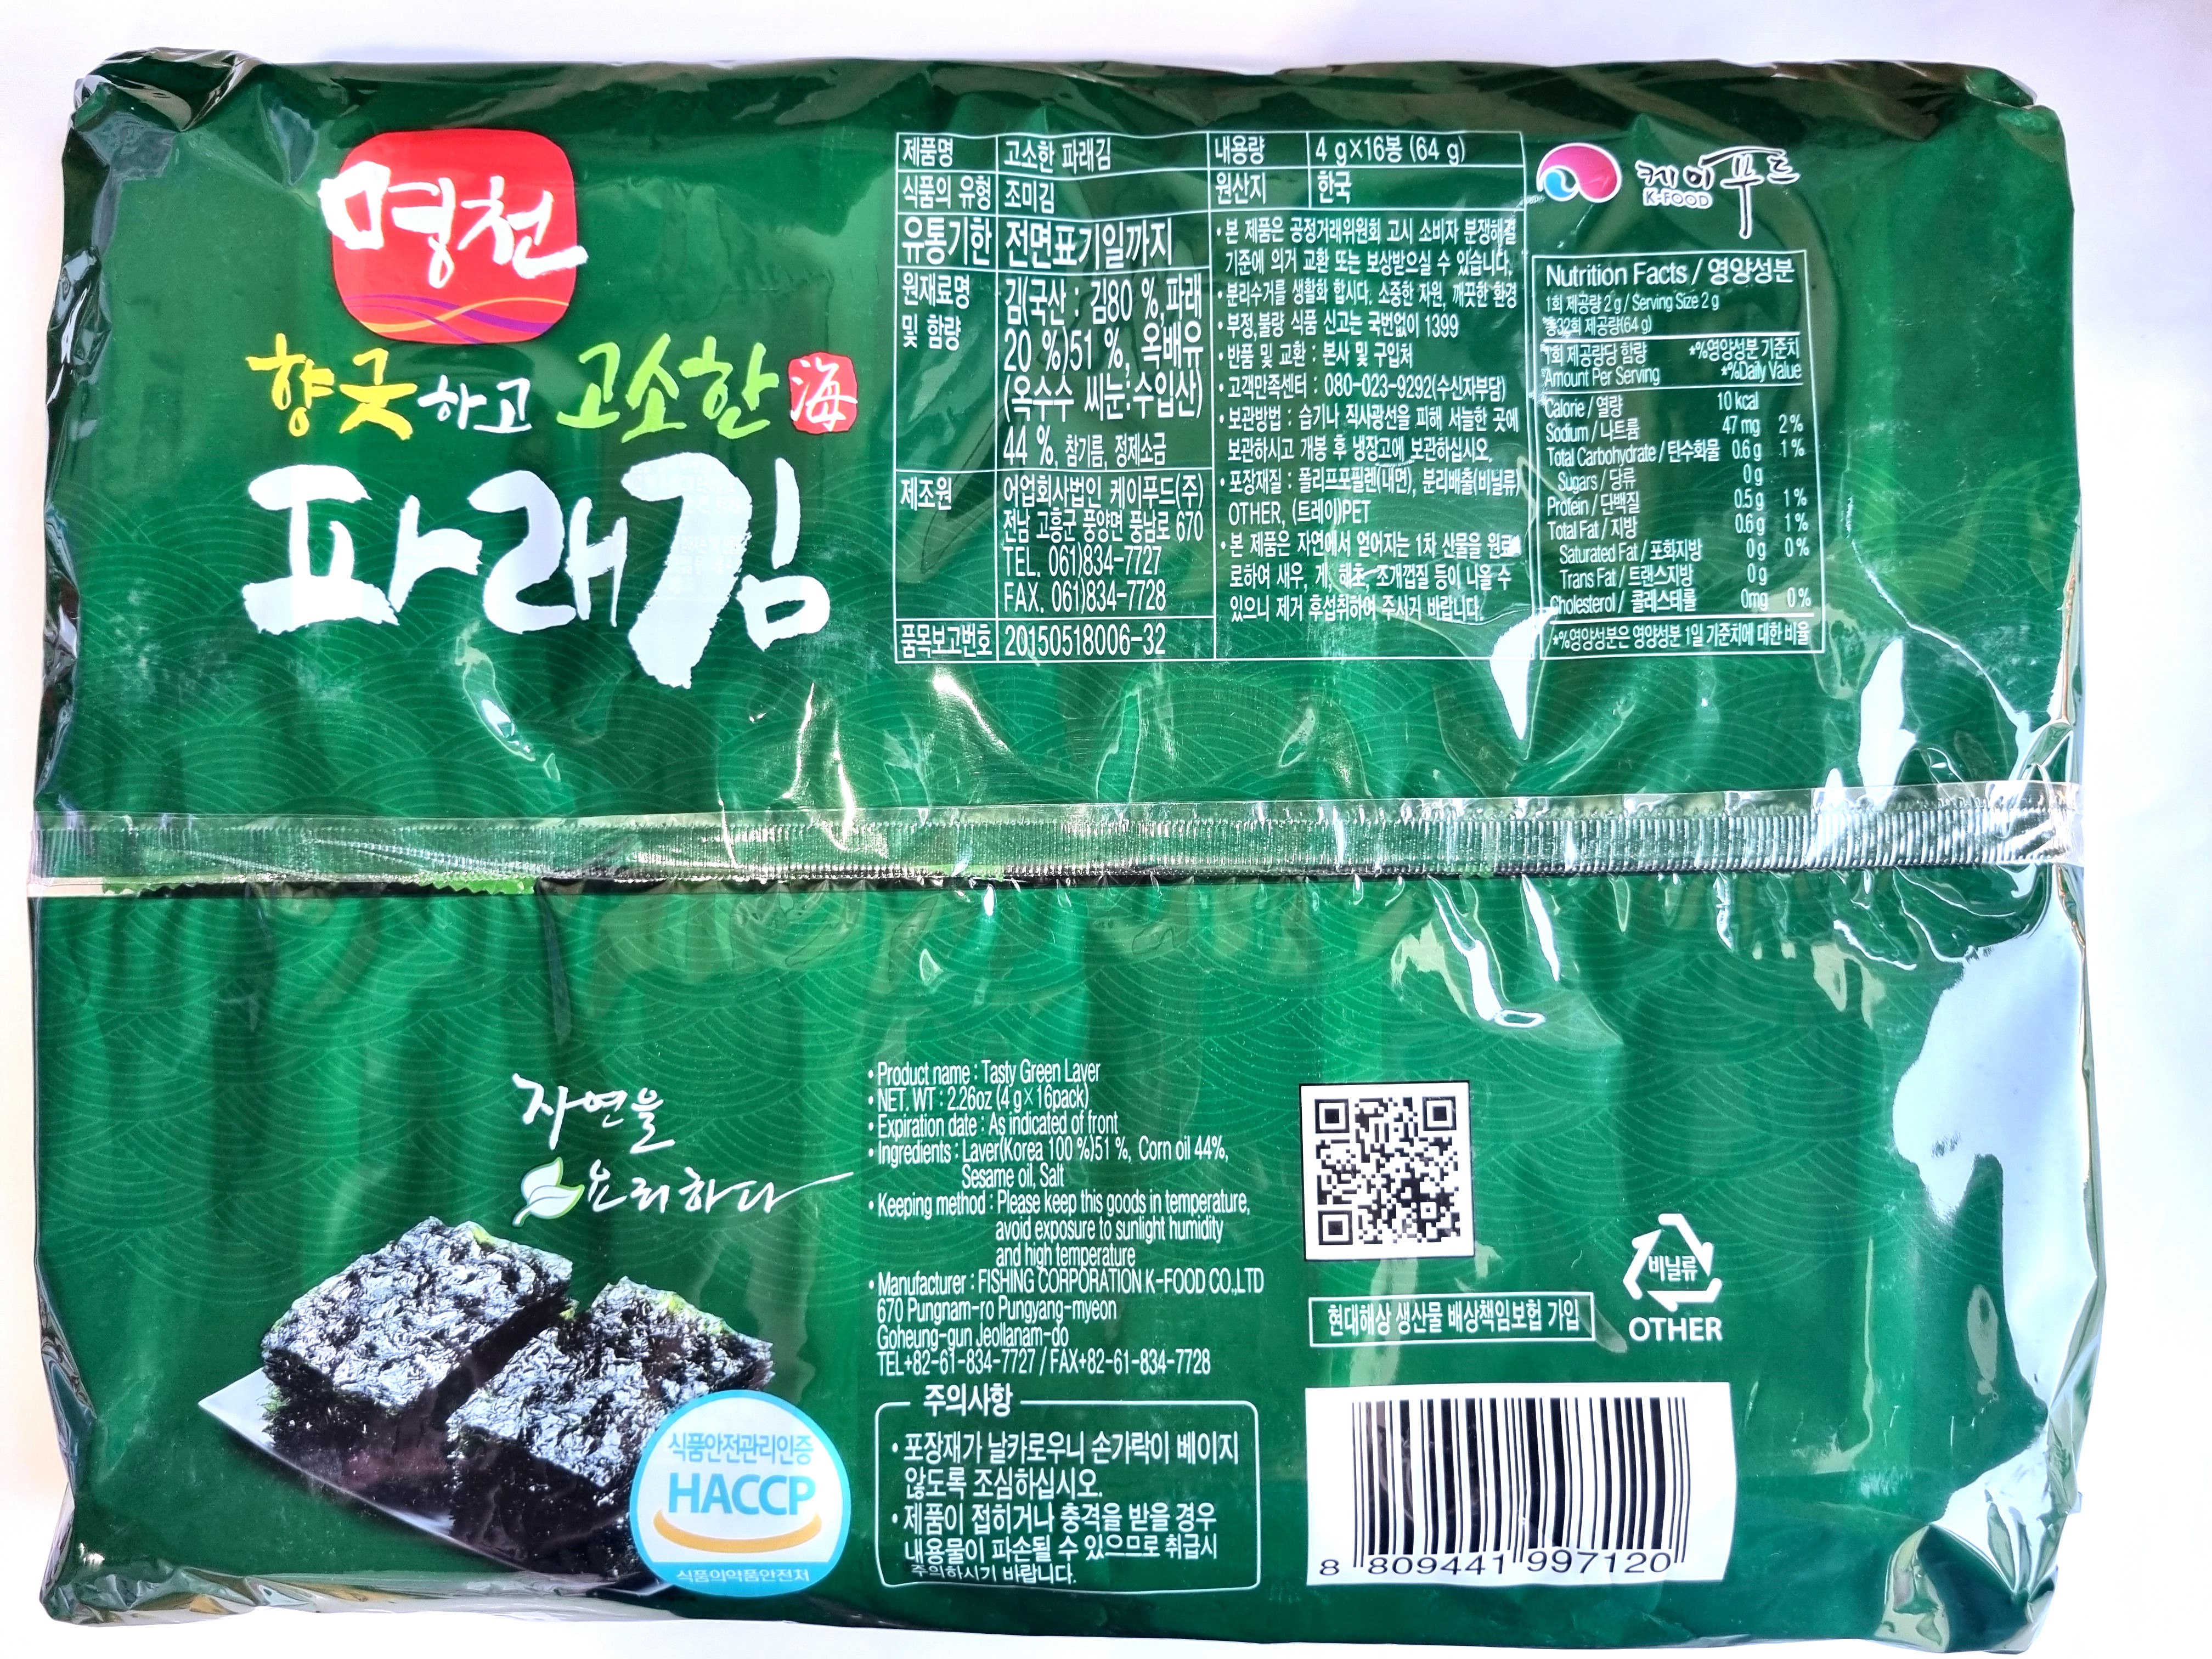 명천
향긋하고 고소한 海
파래김
제품명 고소한 파래김
내용량 4 g×16봉 (64 g)
식품의 유형 조미김
원산지 한국
유통기한 전면표기일까지
원재료명 및 함량
김(국산 : 김80 %,파래
20 %)51 %, 옥배유
(옥수수 씨눈:수입산)
44 %, 참기름, 정제소금
제조원 어업회사법인 케이푸드(주)
전남 고흥군 풍양면 풍남로 670
TEL. 061)834-7727
FAX. 061)834-7728
품목보고번호 20150518006-32
• 본 제품은 공정거래위원회 고시 소비자 분쟁해결
기준에 의거 교환 또는 보상받으실 수 있습니다.
• 분리수거를 생활화 합시다. 소중한 자원, 깨끗한 환경
• 부정,불량 식품 신고는 국번없이 1399
• 반품 및 교환 : 본사 및 구입처
• 고객만족센터 : 080-023-9292(수신자부담)
• 보관방법 : 습기나 직사광선을 피해 서늘한 곳에
보관하시고 개봉 후 냉장고에 보관하십시오.
• 포장재질 : 폴리프로필렌(내면), 분리배출(비닐류)
OTHER, (트레이)PET
• 본 제품은 자연에서 얻어지는 1차 산물을 원료
로하여 새우, 게, 해초, 조개껍질 등이 나올 수
있으니 제거 후섭취하여 주시기 바랍니다.
케이푸드
K-FOOD
Nutrition Facts / 영양성분
1회 제공량 2 g / Serving Size 2 g
총32회 제공량(64 g)
1회 제공량당 함량 *%영양성분 기준치
Amount Per Serving *%Daily Value
Calorie / 열량 10 kcal
Sodium / 나트륨 47 mg 2%
Total Carbohydrate / 탄수화물 0.6 g 1%
Sugars / 당류 0 g
Protein / 단백질 0.5 g 1%
Total Fat / 지방 0.6 g 1%
Saturated Fat / 포화지방 0 g 0%
Trans Fat / 트랜스지방 0 g
Cholesterol / 콜레스테롤 0mg 0%
*%영양성분은 영양성분 1일 기준치에 대한 비율
자연을
요리하다
• Product name : Tasty Green Laver
• NET. WT : 2.26oz (4 g×16pack)
• Expiration date : As indicated of front
• Ingredients : Laver(Korea 100 %)51 %, Corn oil 44%,
Sesame oil, Salt
• Keeping method : Please keep this goods in temperature,
avoid exposure to sunlight humidity
and high temperature
• Manufacturer : FISHING CORPORATION K-FOOD CO.,LTD
670 Pungnam-ro Pungyang-myeon
Goheung-gun Jeollanam-do
TEL+82-61-834-7727 / FAX+82-61-834-7728
주의사항
• 포장재가 날카로우니 손가락이 베이지
않도록 조심하십시오.
• 제품이 접히거나 충격을 받을 경우
내용물이 파손될 수 있으므로 취급시
주의하시기 바랍니다.
식품안전관리인증
HACCP
식품의약품안전처
현대해상 생산물 배상책임보험 가입
비닐류
OTHER
8 809441 997120